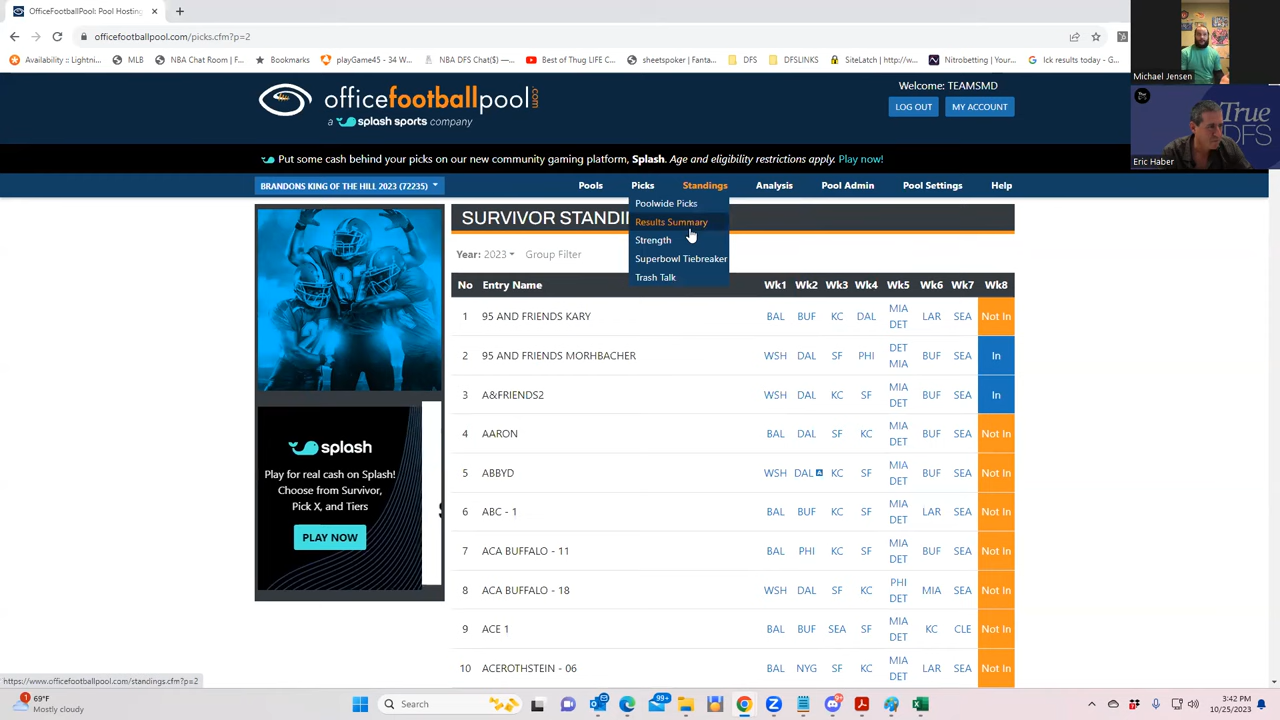 OfficeFootballPool: Pool Hosting
officefootballpool.com/picks.cfm?p=2
Availability :: Lightni...
MLB
NBA Chat Room | F...
Bookmarks
playGame45 - 34 W...
NBA DFS Chat($) —...
Best of Thug LIFE C...
sheetspoker | Fanta...
DFS
DFSLINKS
SiteLatch | http://w...
Nitrobetting | Your...
Ick results today - G...
Michael Jensen
True
DFS
Eric Haber
officefootballpool.com
a splash sports company
Welcome: TEAMSMD
LOG OUT
MY ACCOUNT
Put some cash behind your picks on our new community gaming platform, Splash. Age and eligibility restrictions apply. Play now!
BRANDONS KING OF THE HILL 2023 (72235)
Pools Picks Standings Analysis Pool Admin Pool Settings Help
Poolwide Picks
Results Summary
Strength
Superbowl Tiebreaker
Trash Talk
SURVIVOR STANDIN
Year: 2023 Group Filter
No Entry Name Wk1 Wk2 Wk3 Wk4 Wk5 Wk6 Wk7 Wk8
1 95 AND FRIENDS KARY BAL BUF KC DAL MIA DET LAR SEA Not In
2 95 AND FRIENDS MORHBACHER WSH DAL SF PHI DET MIA BUF SEA In
3 A&FRIENDS2 WSH DAL KC SF MIA DET BUF SEA In
4 AARON BAL DAL SF KC MIA DET BUF SEA Not In
5 ABBYD WSH DAL KC SF MIA DET BUF SEA Not In
6 ABC - 1 BAL BUF KC SF MIA DET LAR SEA Not In
7 ACA BUFFALO - 11 BAL PHI KC SF MIA DET BUF SEA Not In
8 ACA BUFFALO - 18 WSH DAL SF KC PHI DET MIA SEA Not In
9 ACE 1 BAL BUF SEA SF MIA DET KC CLE Not In
10 ACEROTHSTEIN - 06 BAL NYG SF KC MIA DET LAR SEA Not In
splash
Play for real cash on Splash!
Choose from Survivor,
Pick X, and Tiers
PLAY NOW
https://www.officefootballpool.com/standings.cfm?p=2
69°F
Mostly cloudy
Search
99+
3:42 PM
10/25/2023